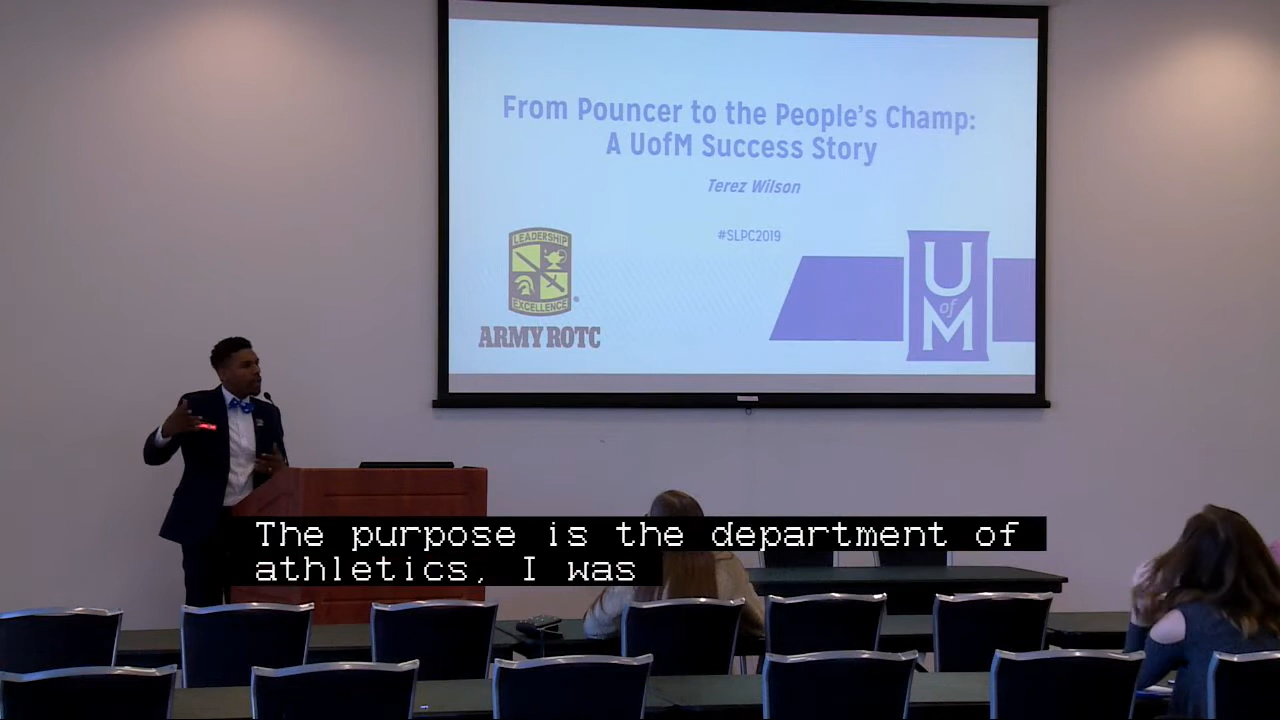 From Pouncer to the People's Champ:
A UofM Success Story
Terez Wilson
#SLPC2019
LEADERSHIP
EXCELLENCE
ARMY ROTC
U
of
M
The purpose is the department of
athletics, I was